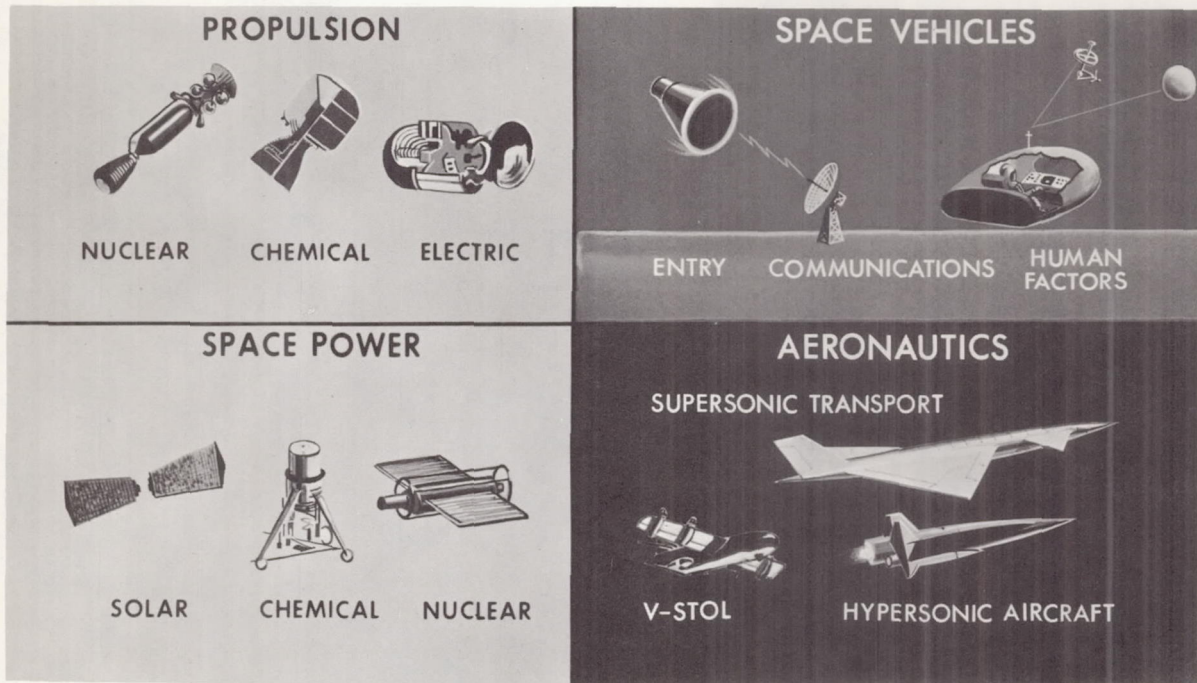 PROPULSION
NUCLEAR CHEMICAL ELECTRIC
SPACE VEHICLES
ENTRY COMMUNICATIONS HUMAN
FACTORS
SPACE POWER
SOLAR CHEMICAL NUCLEAR
AERONAUTICS
SUPERSONIC TRANSPORT
V-STOL HYPERSONIC AIRCRAFT